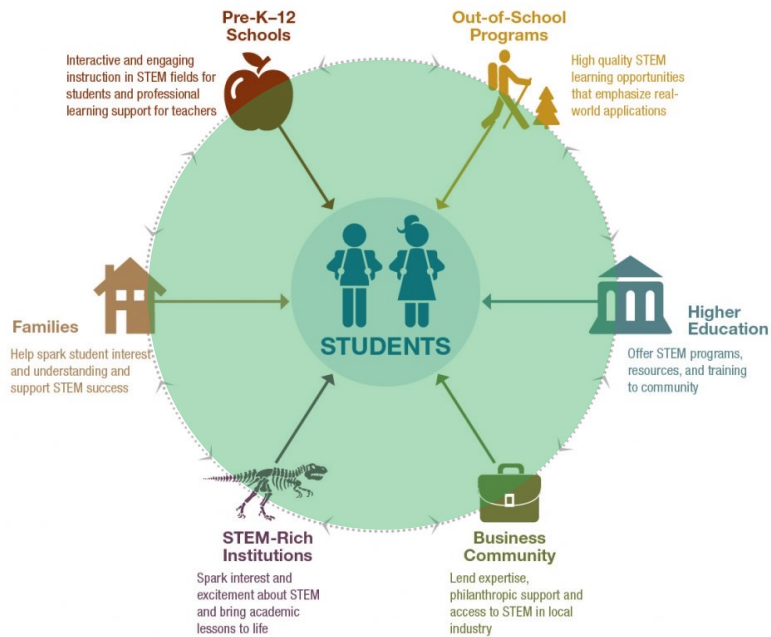 Pre-K–12
Schools
Interactive and engaging
instruction in STEM fields for
students and professional
learning support for teachers
Out-of-School
Programs
High quality STEM
learning opportunities
that emphasize real-
world applications
Families
Help spark student interest
and understanding and
support STEM success
STUDENTS
Higher
Education
Offer STEM programs,
resources, and training
to community
STEM-Rich
Institutions
Spark interest and
excitement about STEM
and bring academic
lessons to life
Business
Community
Lend expertise,
philanthropic support and
access to STEM in local
industry